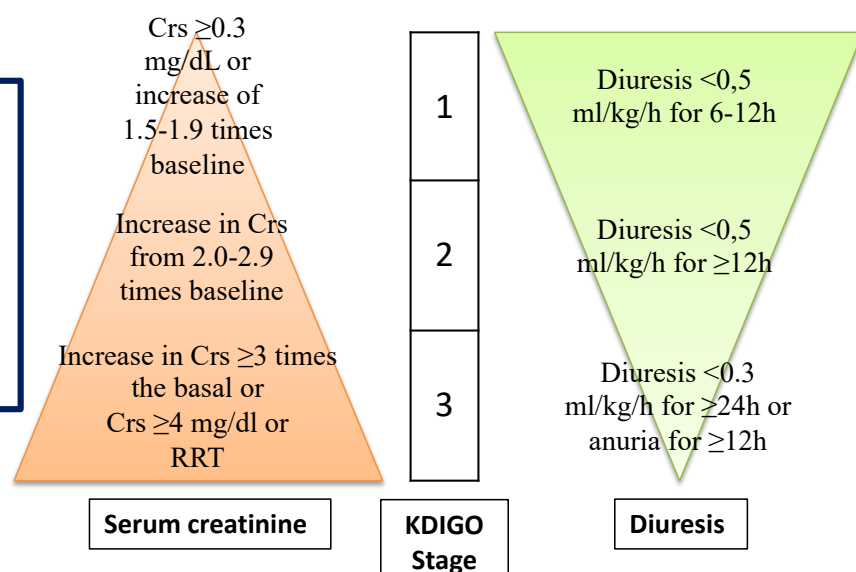 Crs ≥0.3
mg/dL or
increase of
1.5-1.9 times
baseline
Increase in Crs
from 2.0-2.9
times baseline
Increase in Crs ≥3 times
the basal or
Crs ≥4 mg/dl or
RRT
Serum creatinine
1
2
3
KDIGO
Stage
Diuresis <0,5
ml/kg/h for 6-12h
Diuresis <0,5
ml/kg/h for ≥12h
Diuresis <0.3
ml/kg/h for ≥24h or
anuria for ≥12h
Diuresis